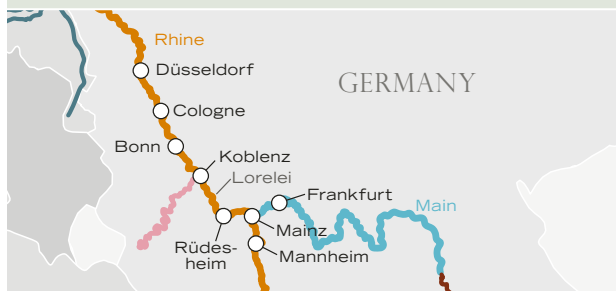 Rhine
Düsseldorf
GERMANY
Cologne
Bonn
Koblenz
Lorelei
Frankfurt
Main
Mainz
Rüdes-
heim
Mannheim